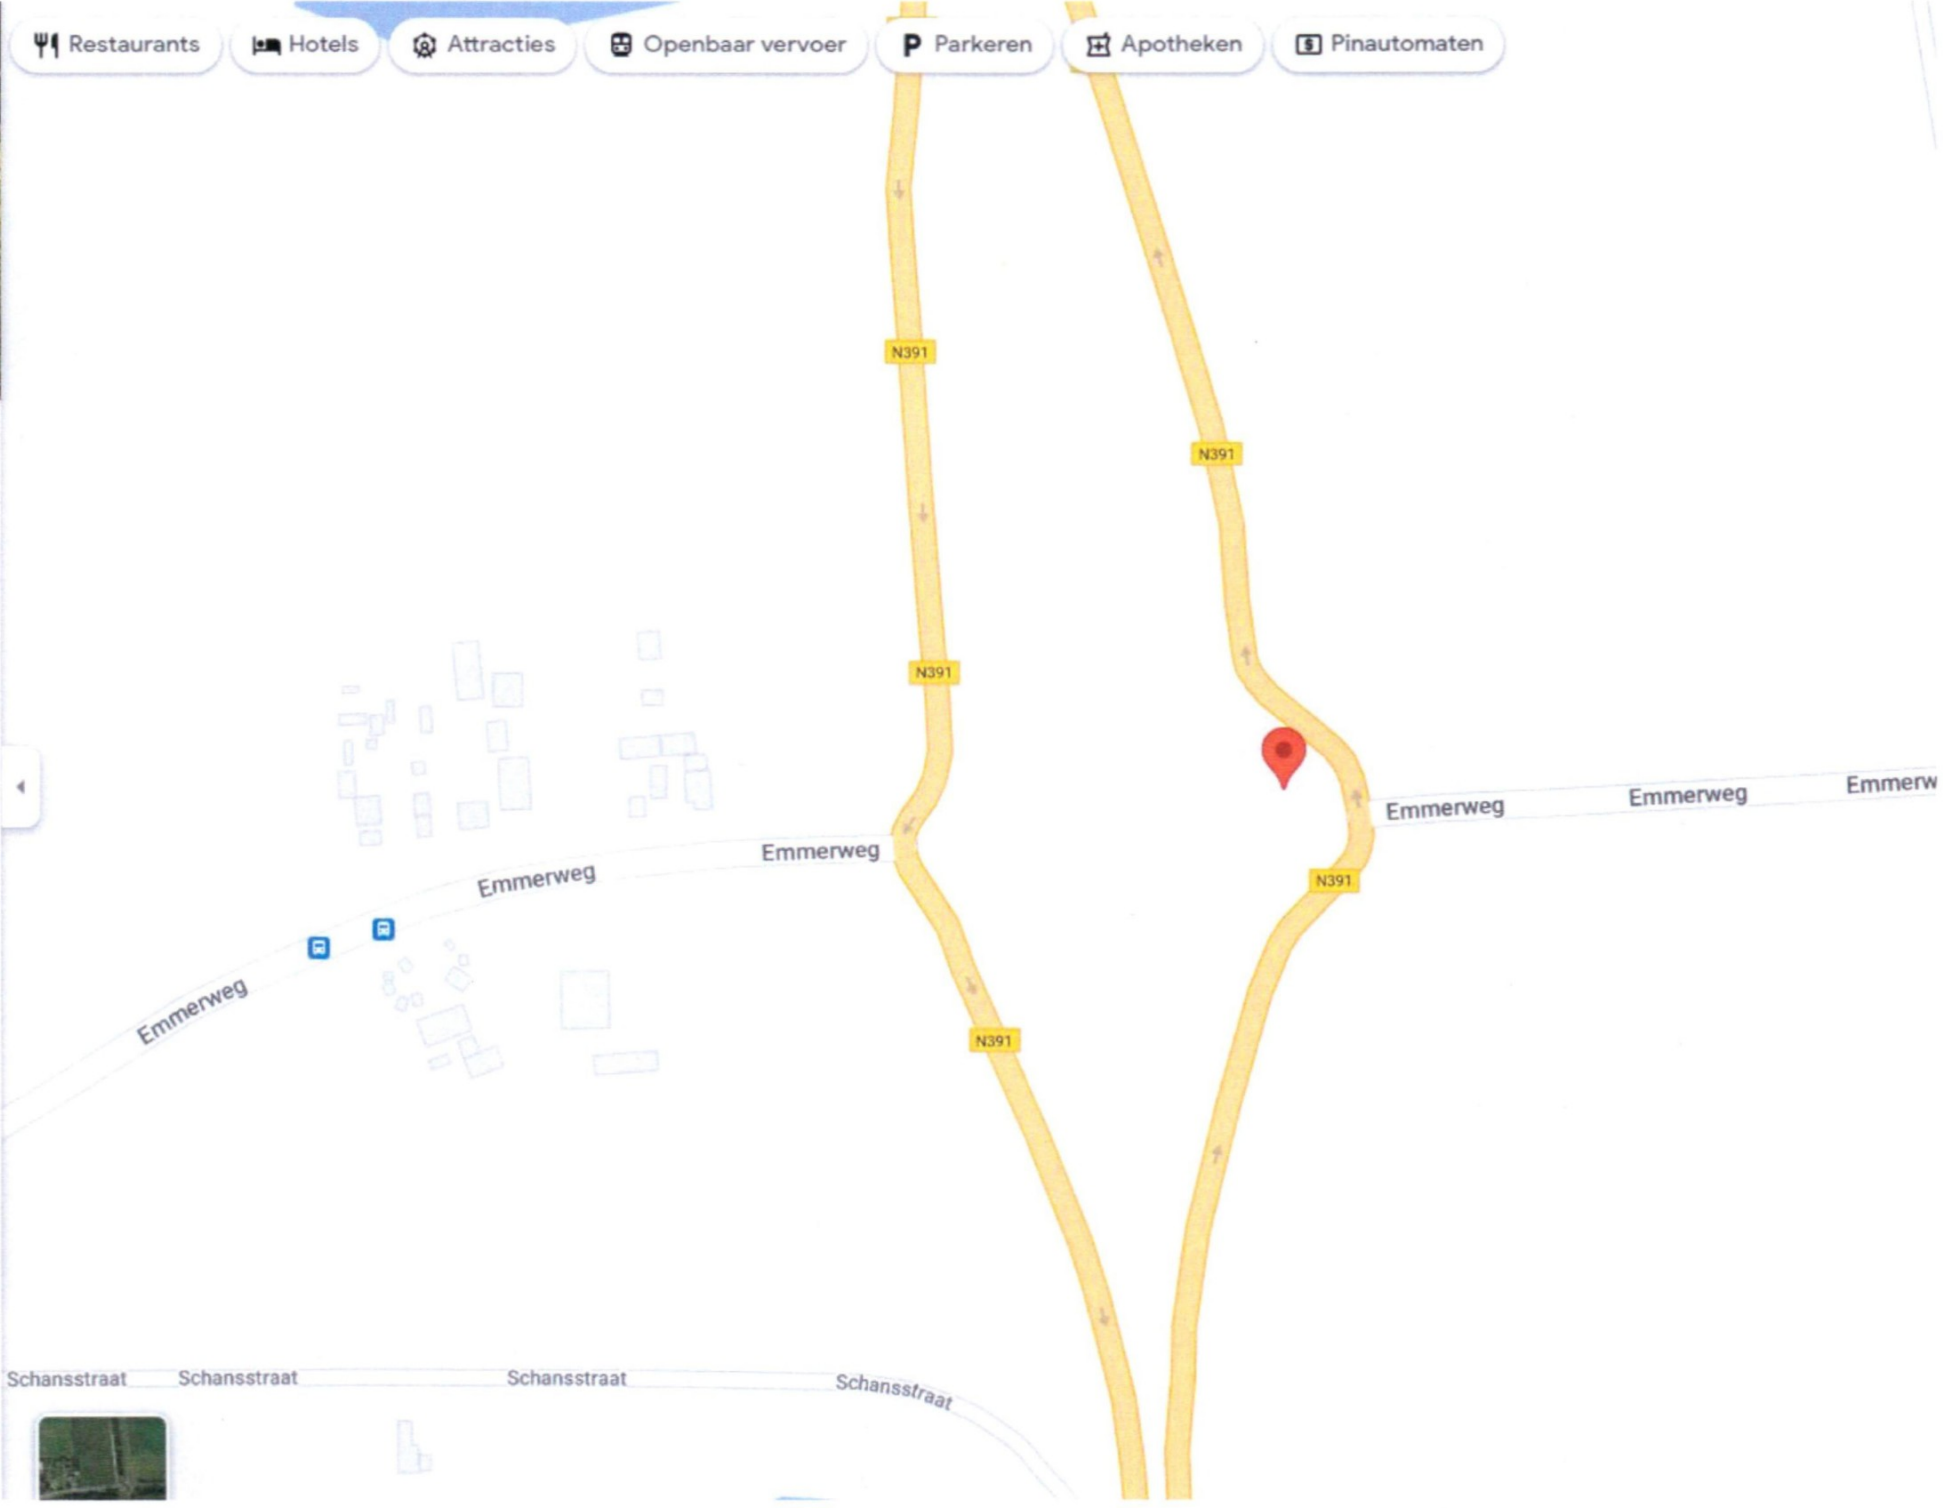 Restaurants Hotels Attracties Openbaar vervoer Parkeren Apotheken Pinautomaten
N391
N391
N391
Emmerweg Emmerweg Emmerw
Emmerweg
Emmerweg
N391
Emmerweg
N391
Schansstraat Schansstraat Schansstraat Schansstraat